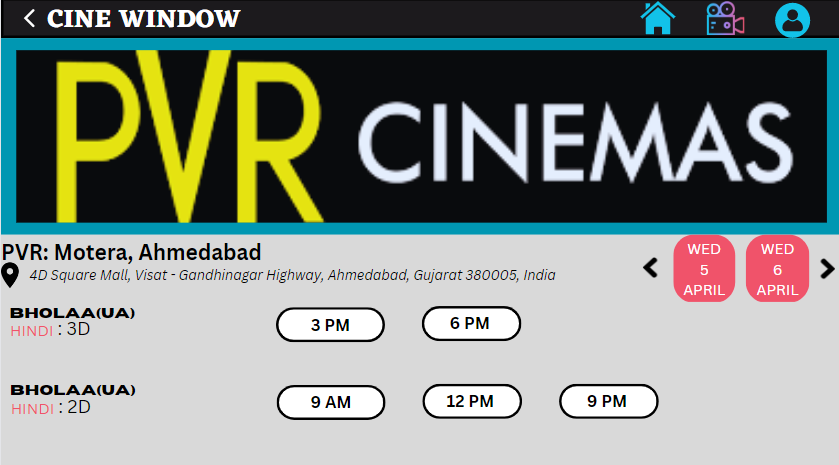 CINE WINDOW
PVR CINEMAS
PVR: Motera, Ahmedabad
4D Square Mall, Visat - Gandhinagar Highway, Ahmedabad, Gujarat 380005, India
WED
5
APRIL
WED
6
APRIL
BHOLAA(UA)
HINDI : 3D
3 PM
6 PM
BHOLAA(UA)
HINDI : 2D
9 AM
12 PM
9 PM